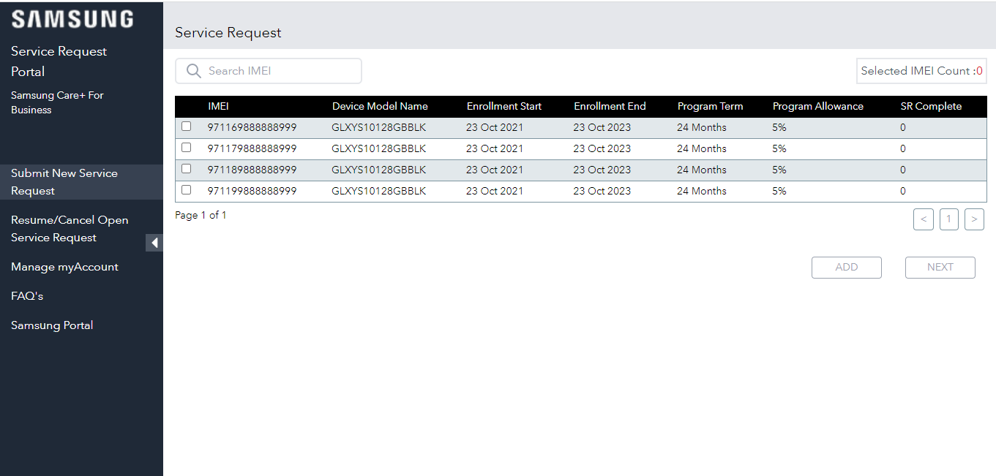 SAMSUNG
Service Request
Portal
Samsung Care+ For
Business
Submit New Service
Request
Resume/Cancel Open
Service Request
Manage myAccount
FAQ's
Samsung Portal
Service Request
Search IMEI
Selected IMEI Count :0
IMEI Device Model Name Enrollment Start Enrollment End Program Term Program Allowance SR Complete
971169888888999 GLXYS10128GBBLK 23 Oct 2021 23 Oct 2023 24 Months 5% 0
971179888888999 GLXYS10128GBBLK 23 Oct 2021 23 Oct 2023 24 Months 5% 0
971189888888999 GLXYS10128GBBLK 23 Oct 2021 23 Oct 2023 24 Months 5% 0
971199888888999 GLXYS10128GBBLK 23 Oct 2021 23 Oct 2023 24 Months 5% 0
Page 1 of 1
< 1 >
ADD NEXT